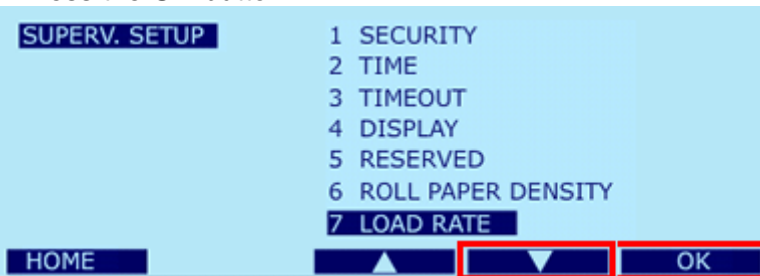 SUPERV. SETUP
1 SECURITY
2 TIME
3 TIMEOUT
4 DISPLAY
5 RESERVED
6 ROLL PAPER DENSITY
7 LOAD RATE
HOME ▲ ▼ OK